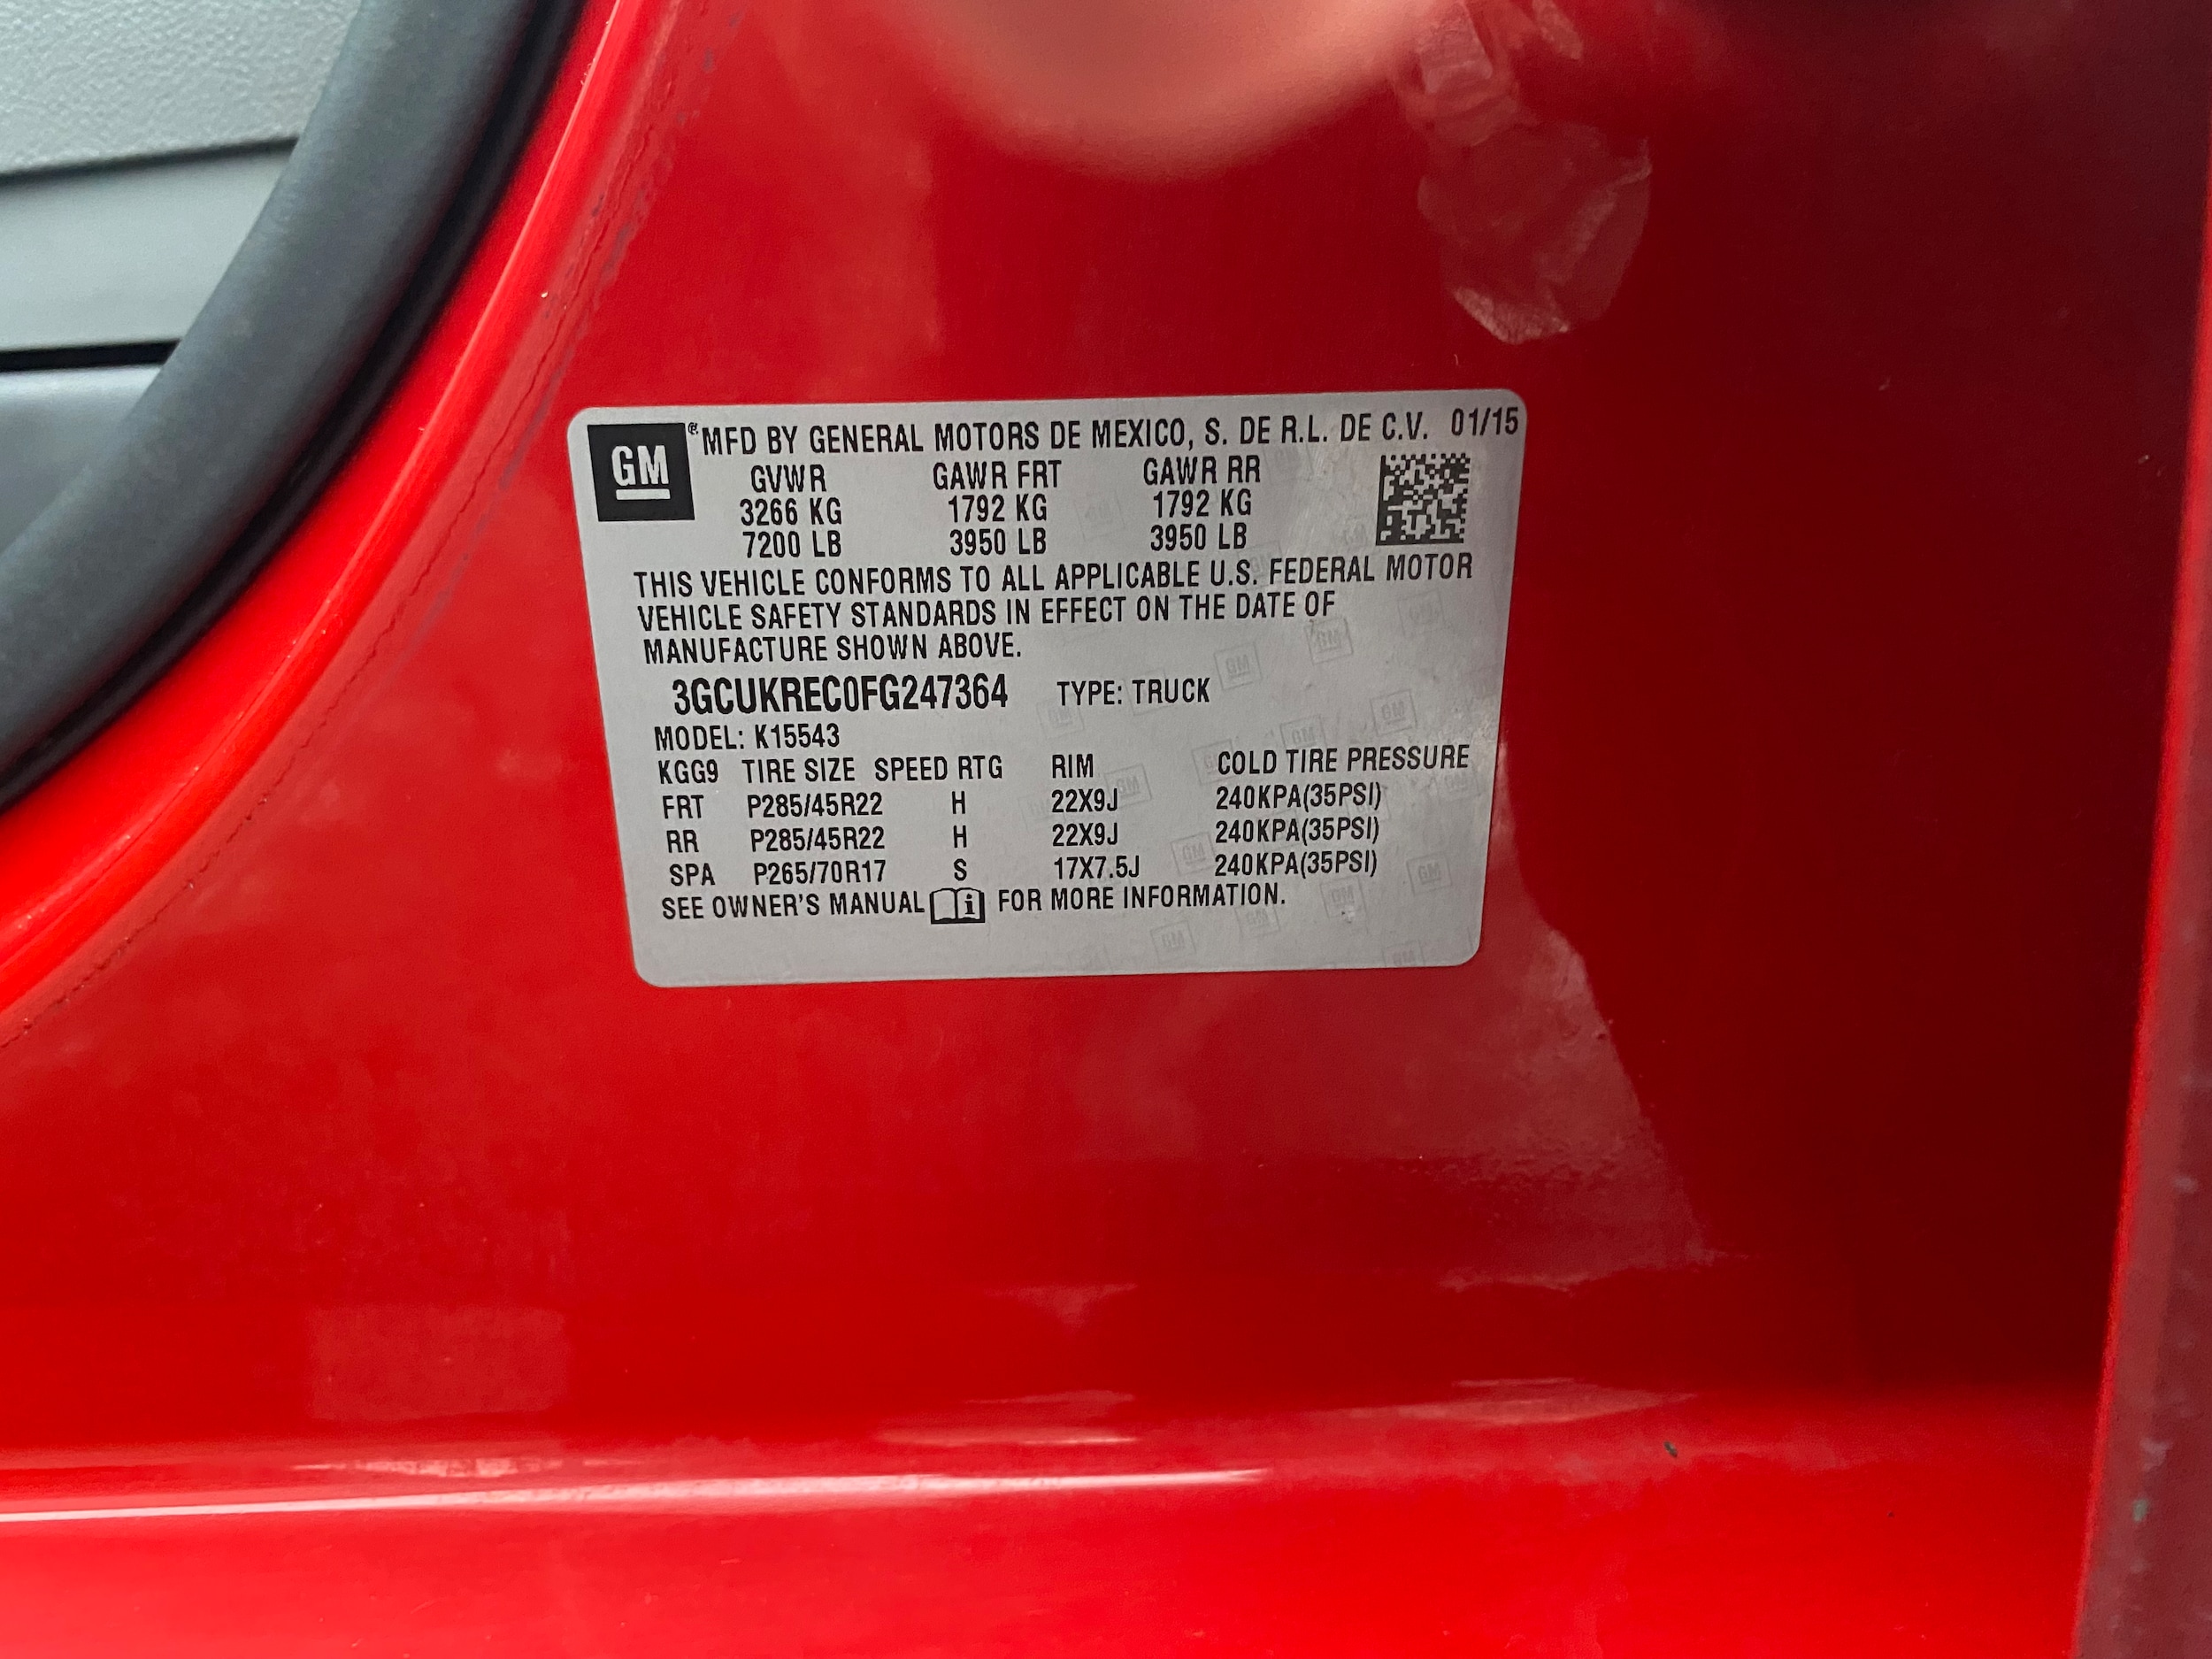 GM ® MFD BY GENERAL MOTORS DE MEXICO, S. DE R.L. DE C.V. 01/15
GVWR GAWR FRT GAWR RR
3266 KG 1792 KG 1792 KG
7200 LB 3950 LB 3950 LB
THIS VEHICLE CONFORMS TO ALL APPLICABLE U.S. FEDERAL MOTOR
VEHICLE SAFETY STANDARDS IN EFFECT ON THE DATE OF
MANUFACTURE SHOWN ABOVE.
3GCUKREC0FG247364 TYPE: TRUCK
MODEL: K15543
KGG9 TIRE SIZE SPEED RTG RIM COLD TIRE PRESSURE
FRT P285/45R22 H 22X9J 240KPA(35PSI)
RR P285/45R22 H 22X9J 240KPA(35PSI)
SPA P265/70R17 S 17X7.5J 240KPA(35PSI)
SEE OWNER'S MANUAL i FOR MORE INFORMATION.